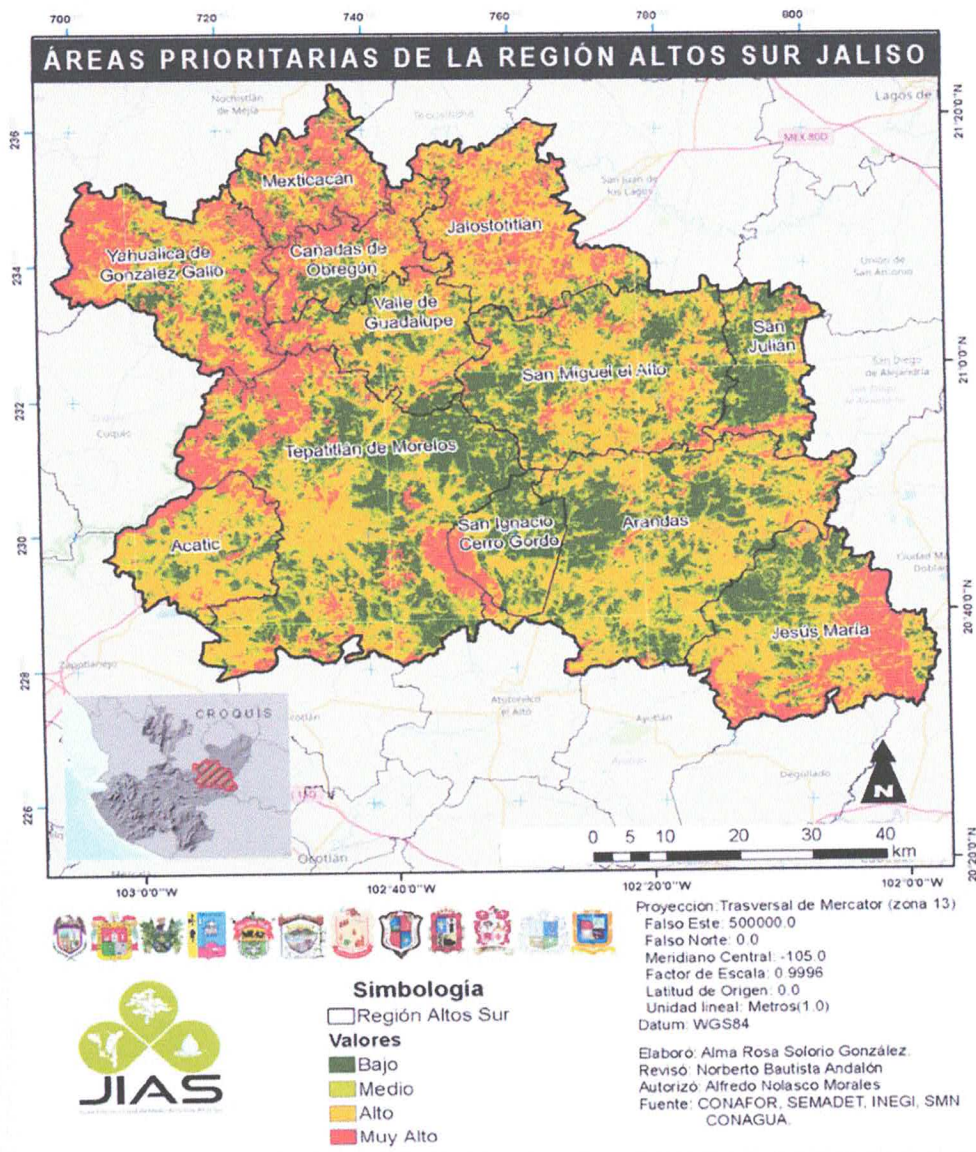 700 720 740 760 780 800
ÁREAS PRIORITARIAS DE LA REGIÓN ALTOS SUR JALISO
Nochistlán
de Mejía
Lagos de
MEX 80D
San Juan de
los Lagos
Unión de
San Antonio
San Diego
de Alejandría
Cuquío
Zapotlanejo
Atotonilco
el Alto
Ayotlán
Degollado
Ciudad Ma
Doblad
Ocotlán
236
234
232
230
228
226
21°20'0"N
21°0'0"N
20°40'0"N
20°20'0"N
Mexticacán
Jalostotitlán
Yahualica de
González Gallo
Cañadas de
Obregón
Valle de
Guadalupe
San
Julián
San Miguel el Alto
Tepatitlán de Morelos
San Ignacio
Cerro Gordo
Arandas
Acatic
Jesús María
CROQUIS
N
0 5 10 20 30 40
km
103°0'0"W 102°40'0"W 102°20'0"W 102°0'0"W
Proyección: Trasversal de Mercator (zona 13)
Falso Este: 500000.0
Falso Norte: 0.0
Meridiano Central: -105.0
Factor de Escala: 0.9996
Latitud de Origen: 0.0
Unidad lineal: Metros(1.0)
Datum: WGS84
Elaboró: Alma Rosa Solorio González.
Revisó: Norberto Bautista Andalón
Autorizó: Alfredo Nolasco Morales
Fuente: CONAFOR, SEMADET, INEGI, SMN
CONAGUA.
JIAS
Simbología
Región Altos Sur
Valores
Bajo
Medio
Alto
Muy Alto